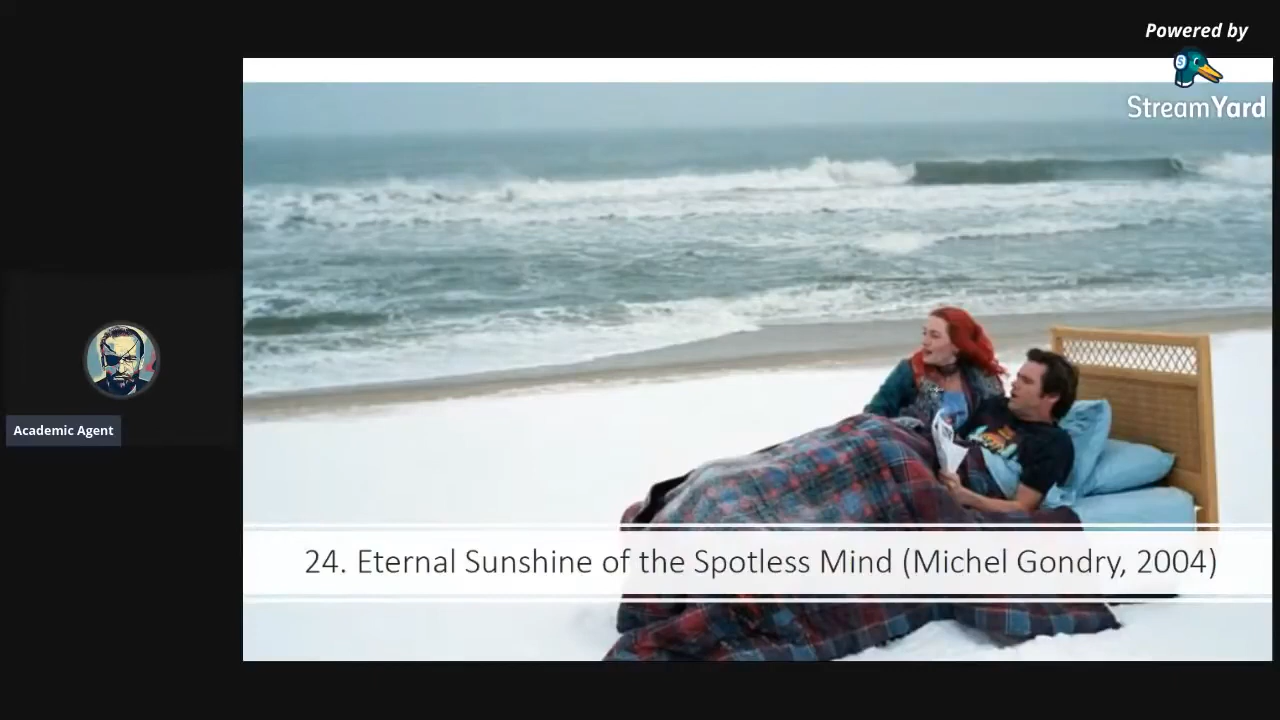 Powered by
StreamYard
Academic Agent
24. Eternal Sunshine of the Spotless Mind (Michel Gondry, 2004)